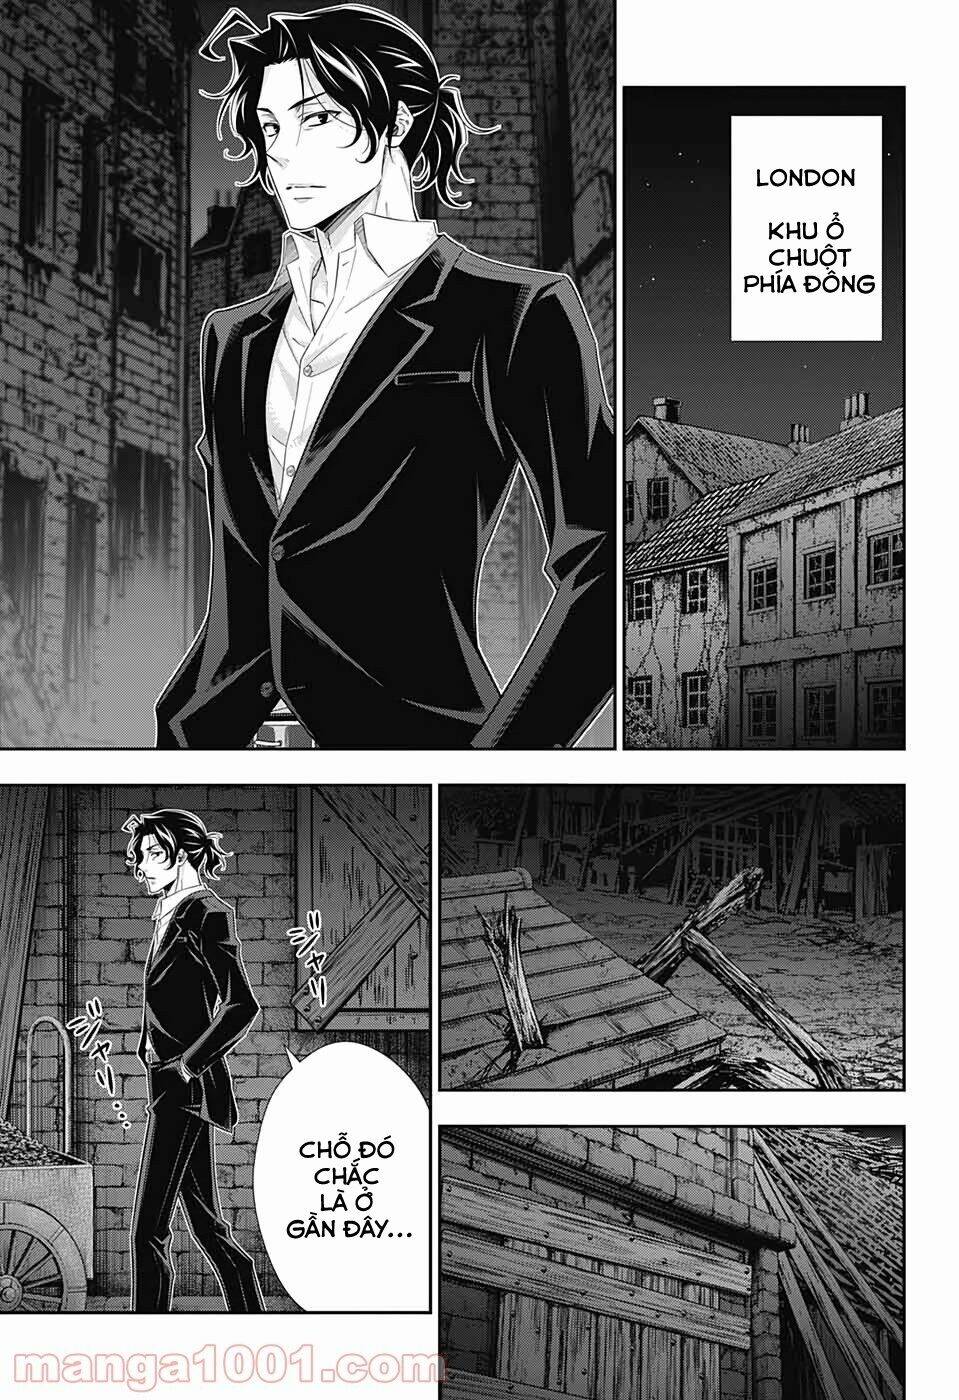 LONDON
KHU Ổ
CHUỘT
PHÍA ĐÔNG
ジャリ
ジャリ...
CHỖ ĐÓ
CHẮC
LÀ Ở
GẦN ĐÂY...
manga1001.com